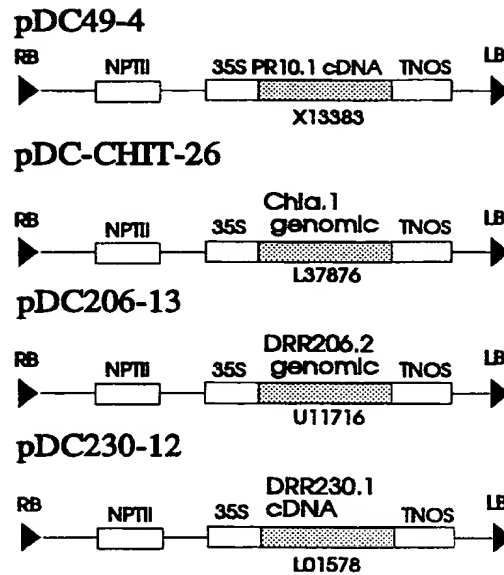 pDC49-4
RB NPTII 35S PR10.1 cDNA TNOS LB
X13383
pDC-CHIT-26
Chia.1
RB NPTII 35S genomic TNOS LB
L37876
pDC206-13
DRR206.2
RB NPTII 35S genomic TNOS LB
U11716
pDC230-12
DRR230.1
RB NPTII 35S cDNA TNOS LB
L01578